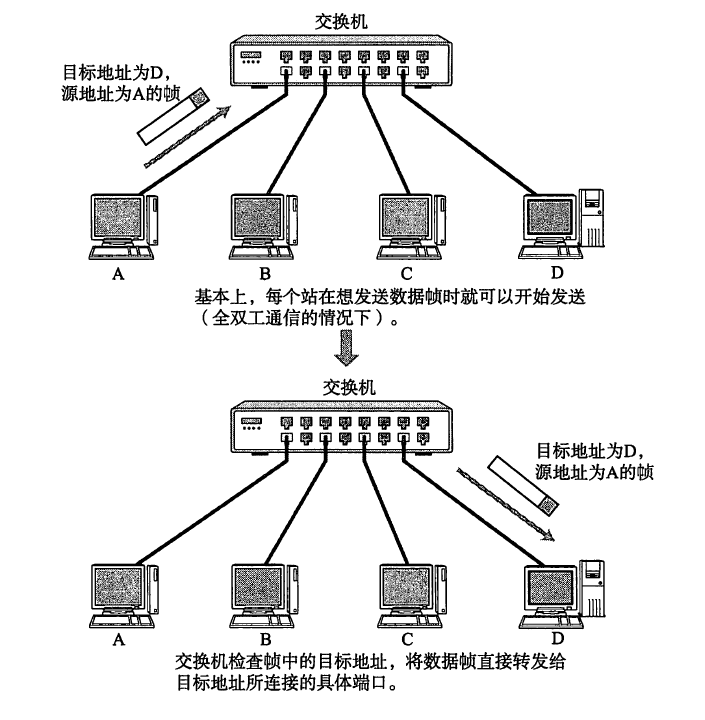 交换机
目标地址为D，
源地址为A的帧
A
B
C
D
基本上，每个站在想发送数据帧时就可以开始发送
（全双工通信的情况下）。
交换机
目标地址为D，
源地址为A的帧
A
B
C
D
交换机检查帧中的目标地址，将数据帧直接转发给
目标地址所连接的具体端口。